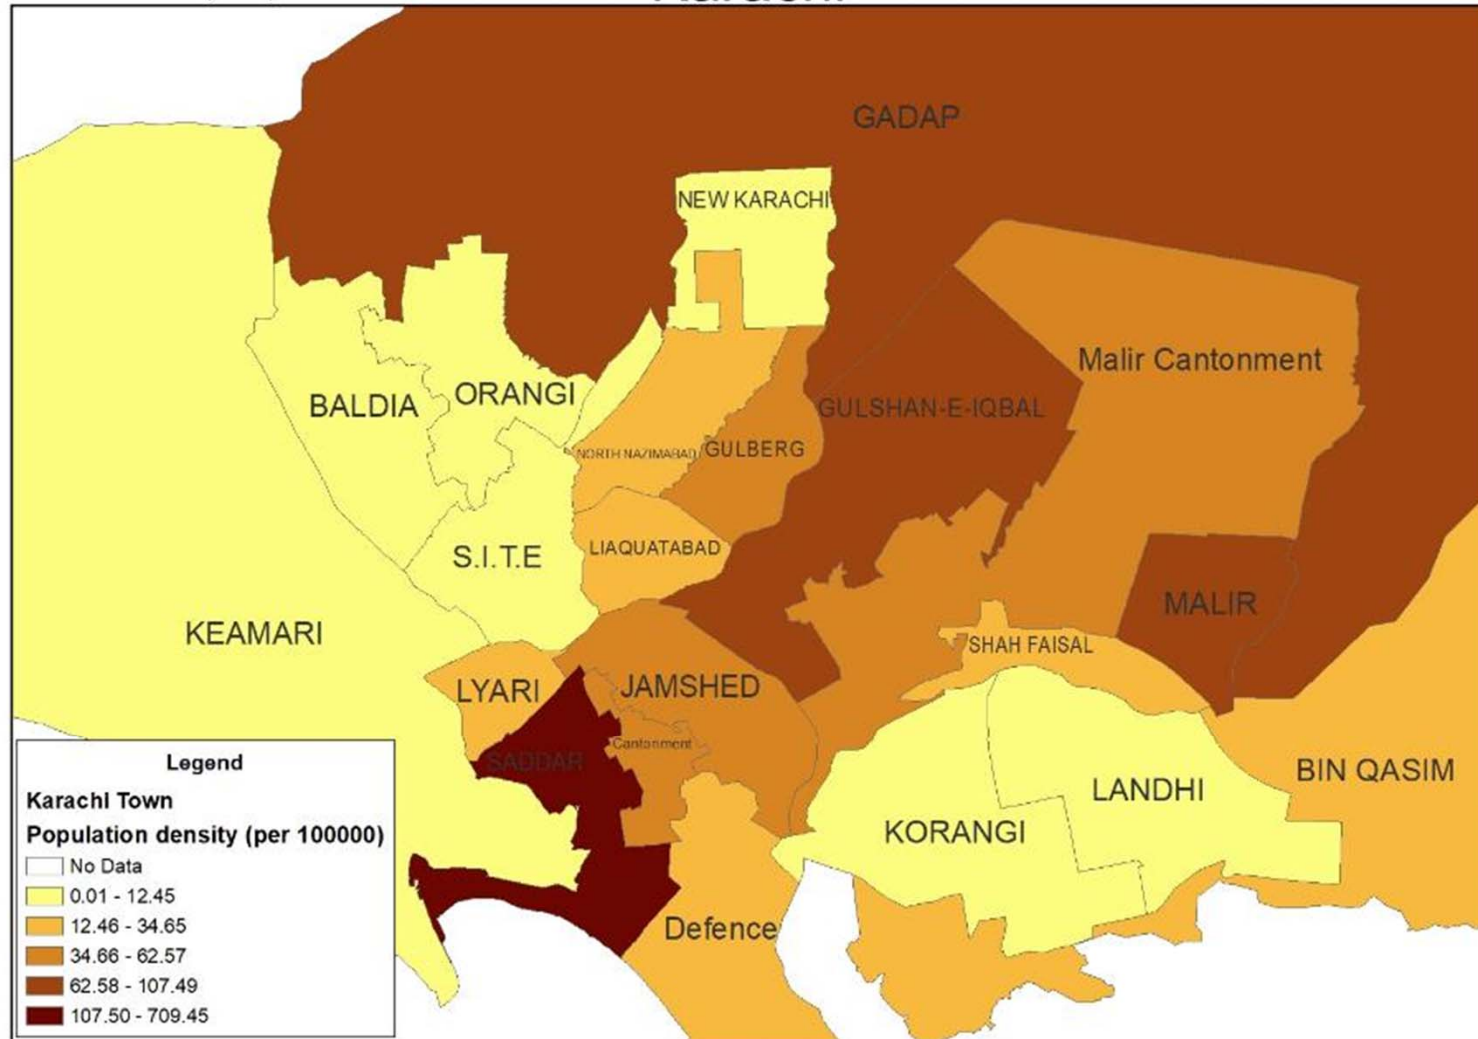 GADAP
NEW KARACHI
Malir Cantonment
BALDIA
ORANGI
GULSHAN-E-IQBAL
NORTH NAZIMABAD
GULBERG
S.I.T.E
LIAQUATABAD
KEAMARI
MALIR
SHAH FAISAL
LYARI
JAMSHED
Cantonment
SADDAR
BIN QASIM
LANDHI
KORANGI
Defence
Legend
Karachi Town
Population density (per 100000)
No Data
0.01 - 12.45
12.46 - 34.65
34.66 - 62.57
62.58 - 107.49
107.50 - 709.45